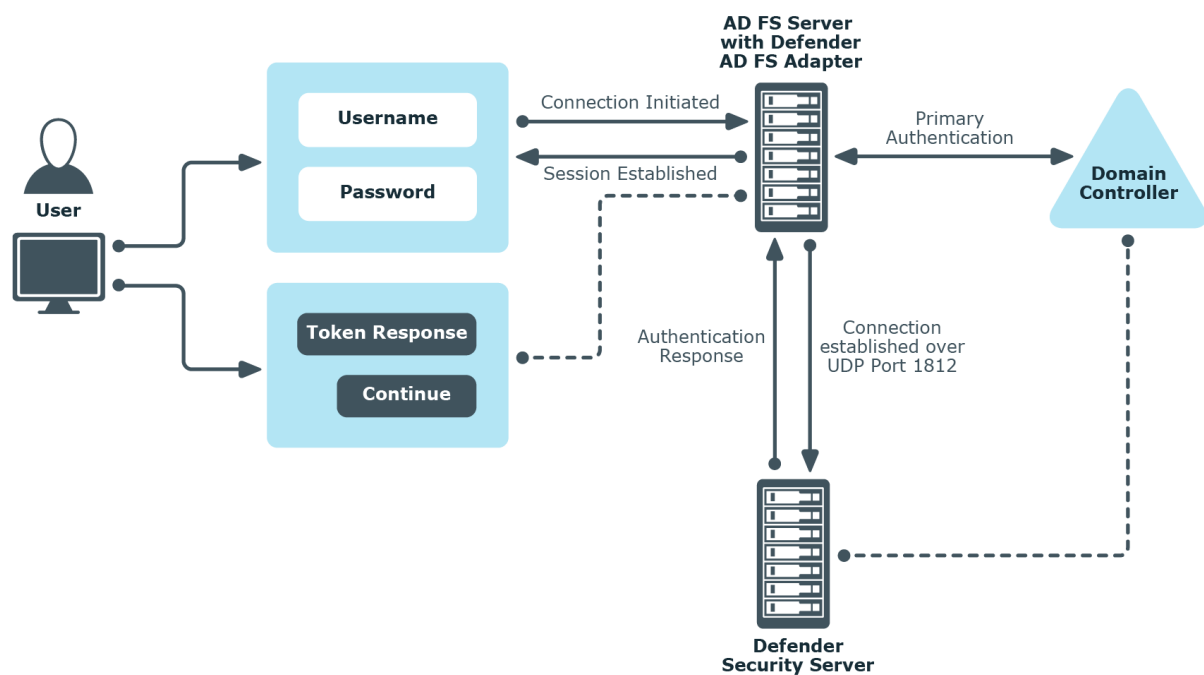 AD FS Server
with Defender
AD FS Adapter
Username
Password
Connection Initiated
Session Established
Primary
Authentication
Domain
Controller
User
Token Response
Continue
Authentication
Response
Connection
established over
UDP Port 1812
Defender
Security Server